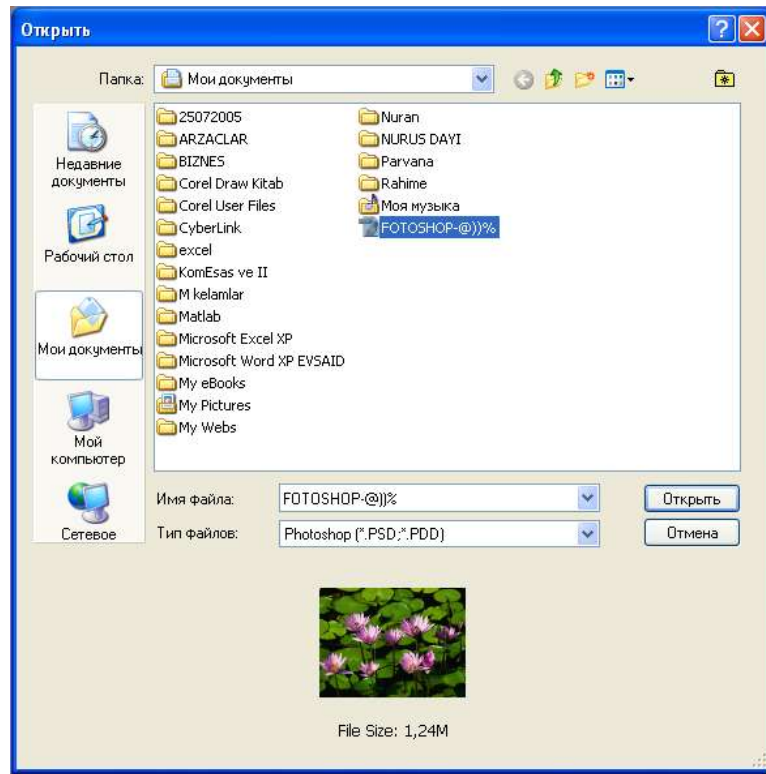 Открыть
Папка: Мои документы
Недавние документы
Рабочий стол
Мои документы
Мой компьютер
Сетевое
25072005
ARZACLAR
BIZNES
Corel Draw Kitab
Corel User Files
CyberLink
excel
KomEsas ve II
M kelamlar
Matlab
Microsoft Excel XP
Microsoft Word XP EVSAID
My eBooks
My Pictures
My Webs
Nuran
NURUS DAYI
Parvana
Rahime
Моя музыка
FOTOSHOP-@))%
Имя файла: FOTOSHOP-@))% Открыть
Тип файлов: Photoshop (*.PSD;*.PDD) Отмена
File Size: 1,24M